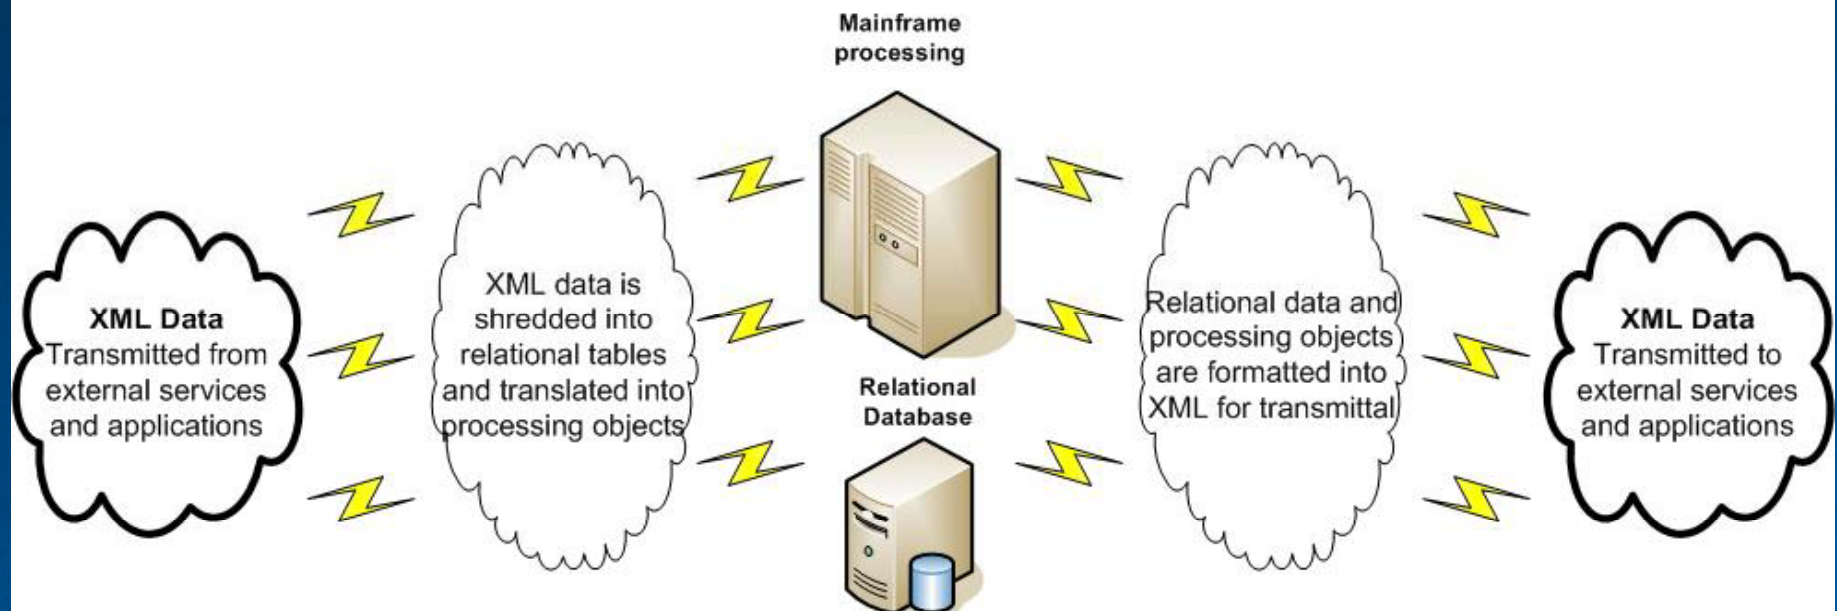 Mainframe
processing
XML Data
Transmitted from
external services
and applications
XML data is
shredded into
relational tables
and translated into
processing objects
Relational
Database
Relational data and
processing objects
are formatted into
XML for transmittal
XML Data
Transmitted to
external services
and applications